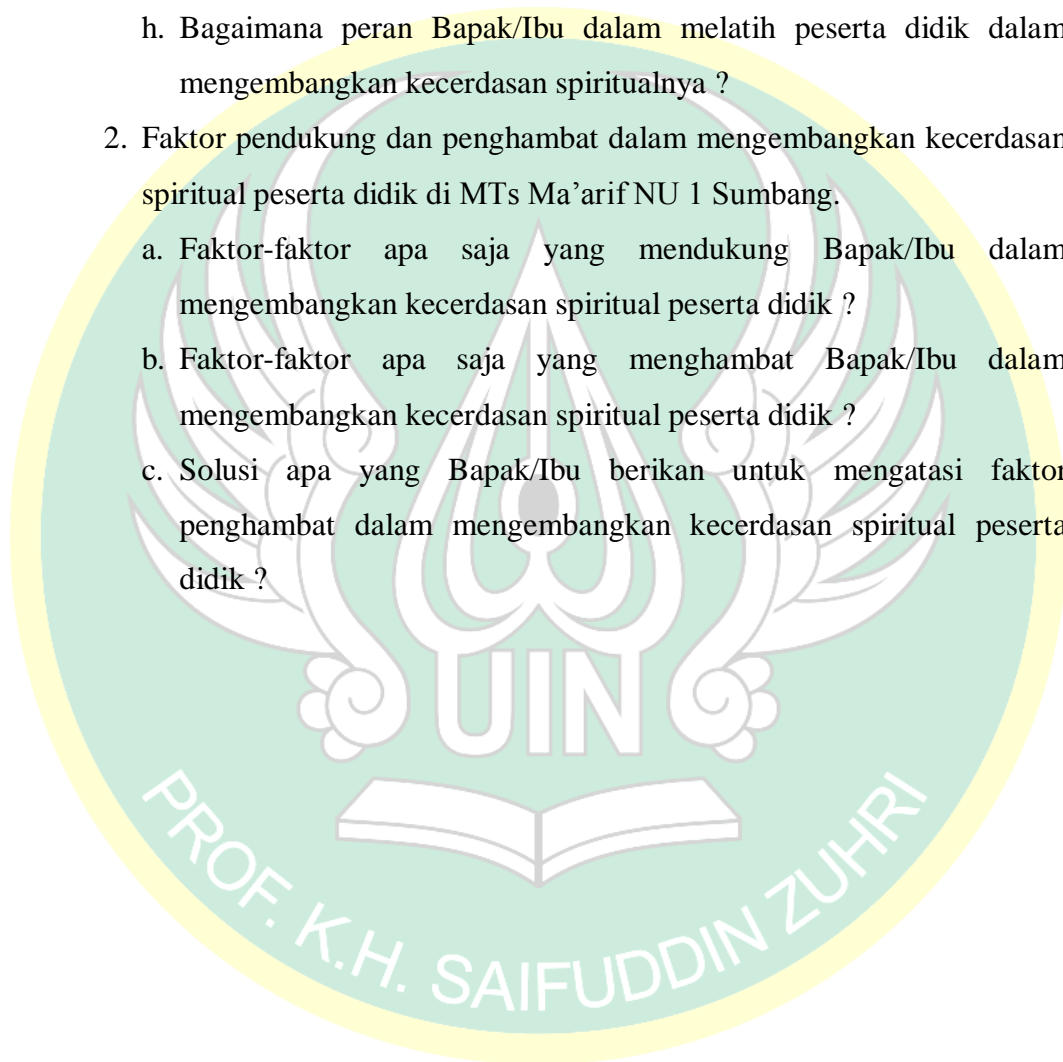 h. Bagaimana peran Bapak/Ibu dalam melatih peserta didik dalam
mengembangkan kecerdasan spiritualnya ?
2. Faktor pendukung dan penghambat dalam mengembangkan kecerdasan
spiritual peserta didik di MTs Ma’arif NU 1 Sumbang.
a. Faktor-faktor apa saja yang mendukung Bapak/Ibu dalam
mengembangkan kecerdasan spiritual peserta didik ?
b. Faktor-faktor apa saja yang menghambat Bapak/Ibu dalam
mengembangkan kecerdasan spiritual peserta didik ?
c. Solusi apa yang Bapak/Ibu berikan untuk mengatasi faktor
penghambat dalam mengembangkan kecerdasan spiritual peserta
didik ?
UIN
PROF. K.H. SAIFUDDIN ZUHRI